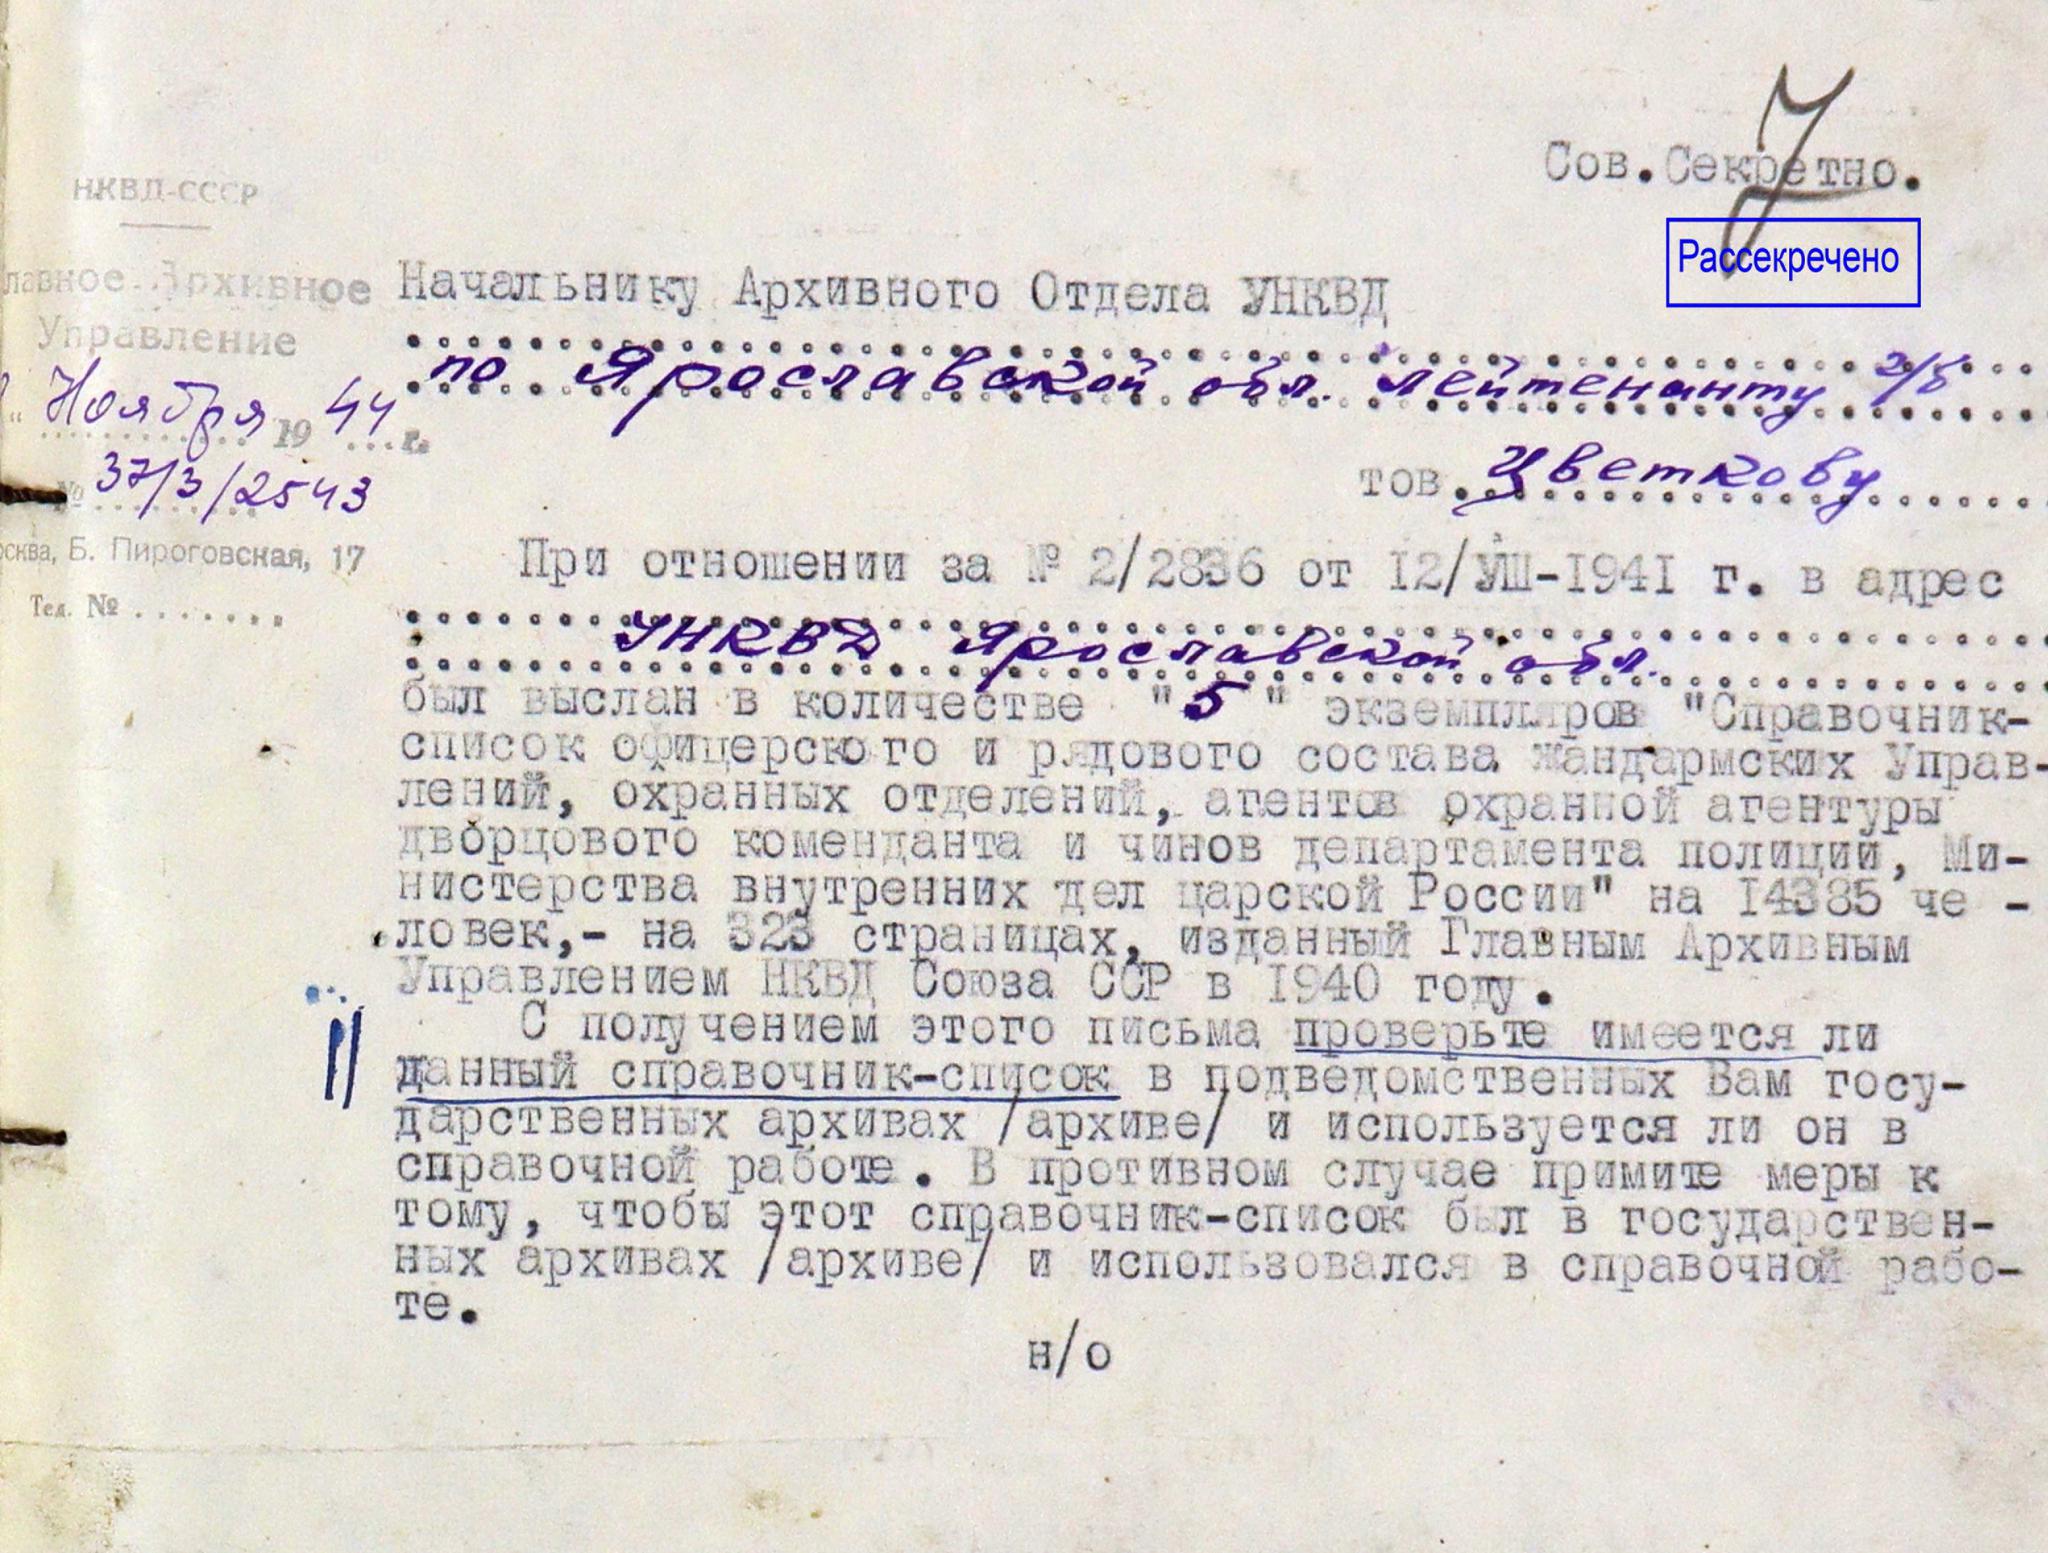 Сов.Секретно.
7
Рассекречено
НКВД-СССР
лавное Архивное
Управление
" Ноября 1944 г.
№ 37/3/2543
осква, Б. Пироговская, 17
Тел. № .......
Начальнику Архивного Отдела УНКВД
по Ярославской обл. лейтенанту г/б
тов. Цветкову
При отношении за № 2/2836 от 12/УШ-1941 г. в адрес
УНКВД Ярославской обл.
был выслан в количестве "5" экземпляров "Справочник-
список офицерского и рядового состава жандармских Управ-
лений, охранных отделений, агентов охранной агентуры
дворцового коменданта и чинов департамента полиции, Ми-
нистерства внутренних дел царской России" на 14385 че -
ловек,- на 323 страницах, изданный Главным Архивным
Управлением НКВД Союза ССР в 1940 году.
С получением этого письма проверьте имеется ли
данный справочник-список в подведомственных Вам госу-
дарственных архивах /архиве/ и используется ли он в
справочной работе. В противном случае примите меры к
тому, чтобы этот справочник-список был в государствен-
ных архивах /архиве/ и использовался в справочной рабо-
те.
н/о